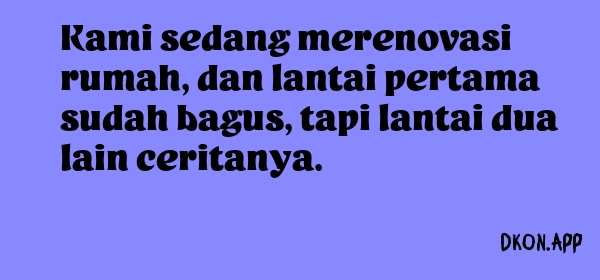 Kami sedang merenovasi
rumah, dan lantai pertama
sudah bagus, tapi lantai dua
lain ceritanya.
DKON.APP